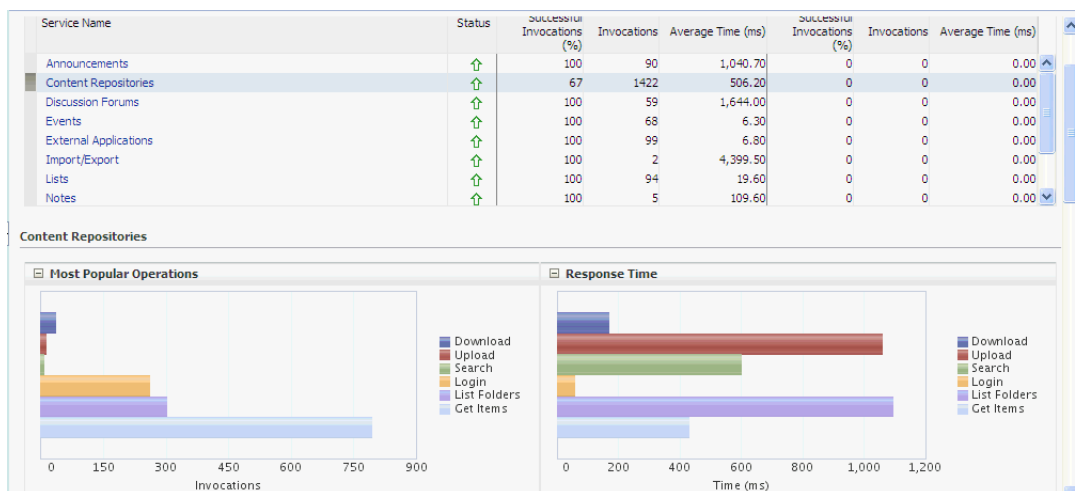 Service Name Status Successful Invocations (%) Invocations Average Time (ms) Successful Invocations (%) Invocations Average Time (ms)
Announcements 100 90 1,040.70 0 0 0.00
Content Repositories 67 1422 506.20 0 0 0.00
Discussion Forums 100 59 1,644.00 0 0 0.00
Events 100 68 6.30 0 0 0.00
External Applications 100 99 6.80 0 0 0.00
Import/Export 100 2 4,399.50 0 0 0.00
Lists 100 94 19.60 0 0 0.00
Notes 100 5 109.60 0 0 0.00
Content Repositories
Most Popular Operations
Download
Upload
Search
Login
List Folders
Get Items
0 150 300 450 600 750 900
Invocations
Response Time
Download
Upload
Search
Login
List Folders
Get Items
0 200 400 600 800 1,000 1,200
Time (ms)